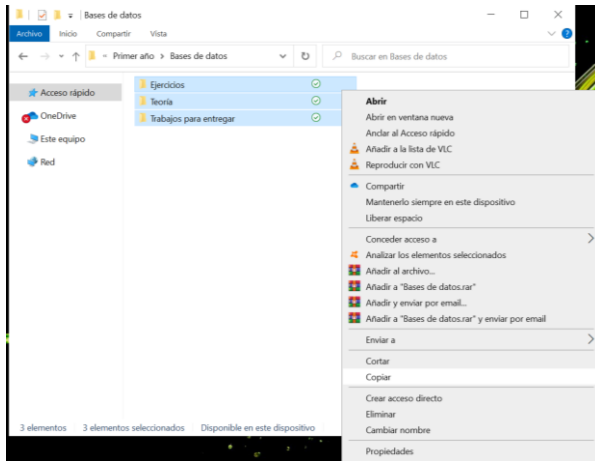 Bases de datos
Archivo Inicio Compartir Vista
« Primer año > Bases de datos
Buscar en Bases de datos
Acceso rápido
OneDrive
Este equipo
Red
Ejercicios
Teoría
Trabajos para entregar
Abrir
Abrir en ventana nueva
Anclar al Acceso rápido
Añadir a la lista de VLC
Reproducir con VLC
Compartir
Mantenerlo siempre en este dispositivo
Liberar espacio
Conceder acceso a
Analizar los elementos seleccionados
Añadir al archivo...
Añadir a "Bases de datos.rar"
Añadir y enviar por email...
Añadir a "Bases de datos.rar" y enviar por email
Enviar a
Cortar
Copiar
Crear acceso directo
Eliminar
Cambiar nombre
Propiedades
3 elementos 3 elementos seleccionados Disponible en este dispositivo